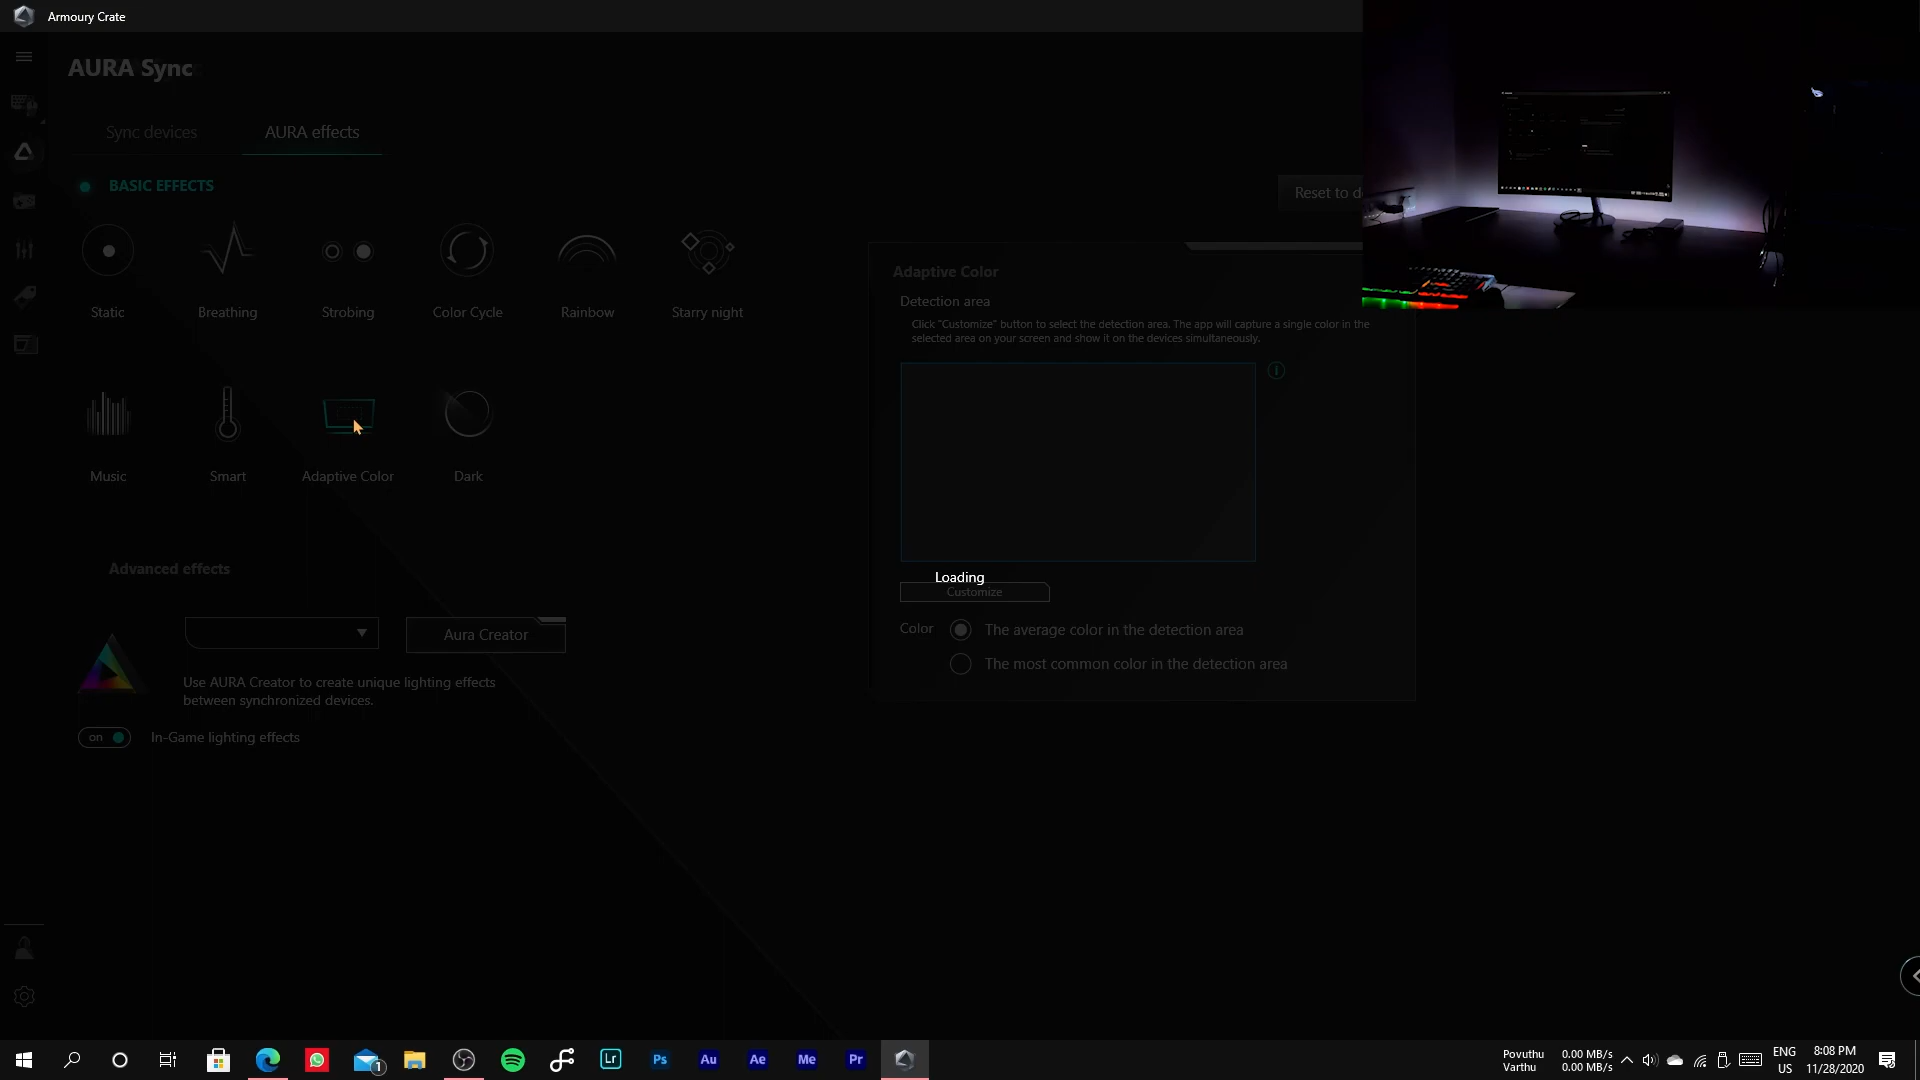 Armoury Crate
AURA Sync
Sync devices
AURA effects
BASIC EFFECTS
Reset to de
Static
Breathing
Strobing
Color Cycle
Rainbow
Starry night
Music
Smart
Adaptive Color
Dark
Adaptive Color
Detection area
Click "Customize" button to select the detection area. The app will capture a single color in the
selected area on your screen and show it on the devices simultaneously.
Loading
Customize
Color
The average color in the detection area
The most common color in the detection area
Advanced effects
Aura Creator
Use AURA Creator to create unique lighting effects
between synchronized devices.
on
In-Game lighting effects
1
Lr
Ps
Au
Ae
Me
Pr
Povuthu 0.00 MB/s
Varthu 0.00 MB/s
ENG
US
8:08 PM
11/28/2020